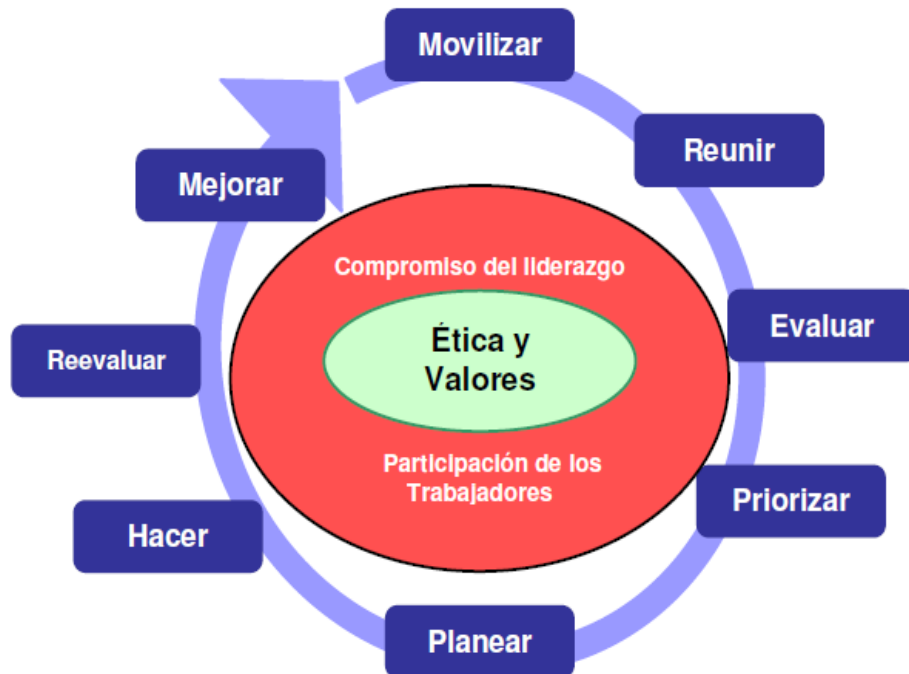 Movilizar
Reunir
Mejorar
Compromiso del liderazgo
Evaluar
Ética y
Valores
Reevaluar
Participación de los
Trabajadores
Priorizar
Hacer
Planear